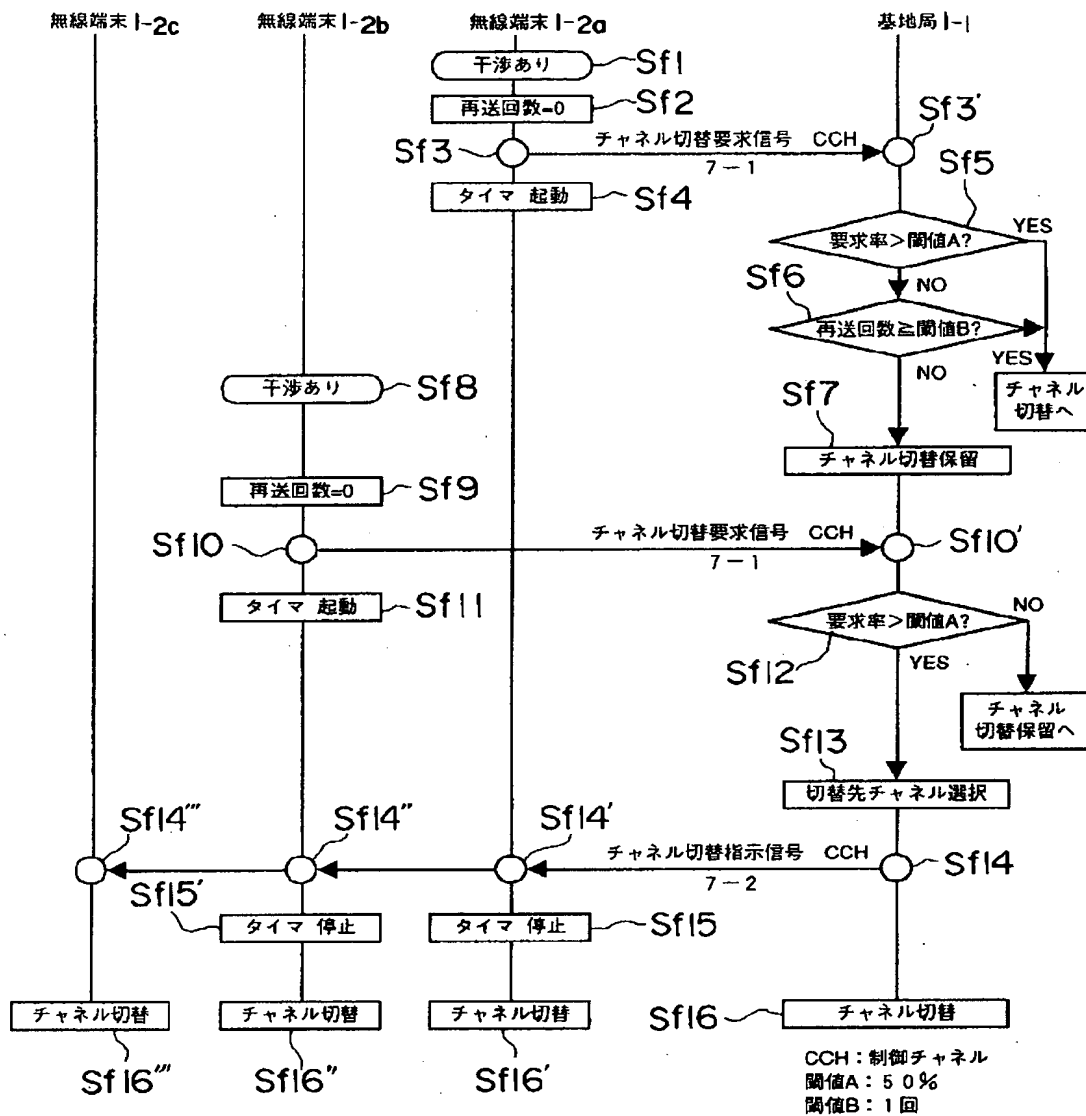 無線端末1-2c
無線端末1-2b
無線端末1-2a
基地局1-1
干渉あり
Sf1
再送回数=0
Sf2
Sf3
チャネル切替要求信号 CCH
7-1
Sf3'
タイマ 起動
Sf4
Sf5
要求率>閾値A?
YES
NO
Sf6
再送回数≧閾値B?
YES
NO
チャネル
切替へ
干渉あり
Sf8
Sf7
チャネル切替保留
再送回数=0
Sf9
Sf10
チャネル切替要求信号 CCH
7-1
Sf10'
タイマ 起動
Sf11
要求率>閾値A?
NO
Sf12
YES
チャネル
切替保留へ
Sf13
切替先チャネル選択
Sf14'''
Sf14''
Sf14'
チャネル切替指示信号 CCH
7-2
Sf14
Sf15'
タイマ 停止
タイマ 停止
Sf15
チャネル切替
チャネル切替
チャネル切替
Sf16
チャネル切替
Sf16'''
Sf16''
Sf16'
CCH:制御チャネル
閾値A:50%
閾値B:1回